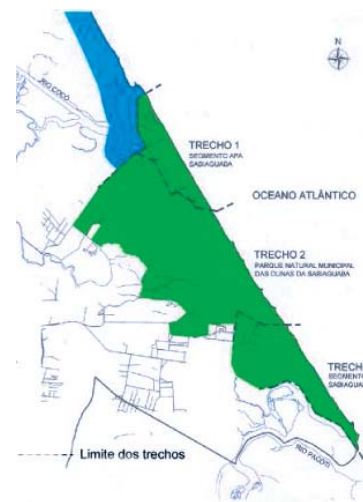 N
RIO COCÓ
TRECHO 1
SEGMENTO APA
SABIAGUABA
OCEANO ATLÂNTICO
TRECHO 2
PARQUE NATURAL MUNICIPAL
DAS DUNAS DA SABIAGUABA
TRECH
SEGMENTO
SABIAGUA
RIO PACOTI
Limite dos trechos